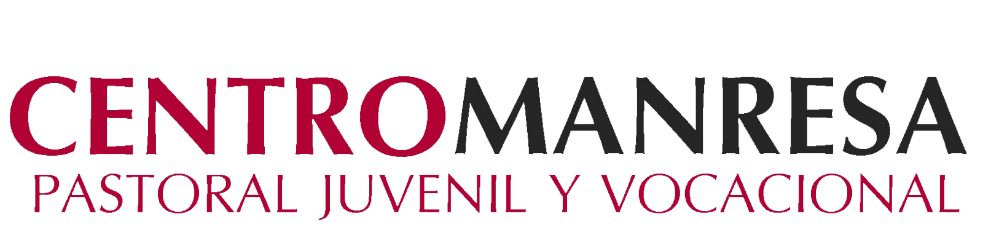 CENTROMANRESA
PASTORAL JUVENIL Y VOCACIONAL